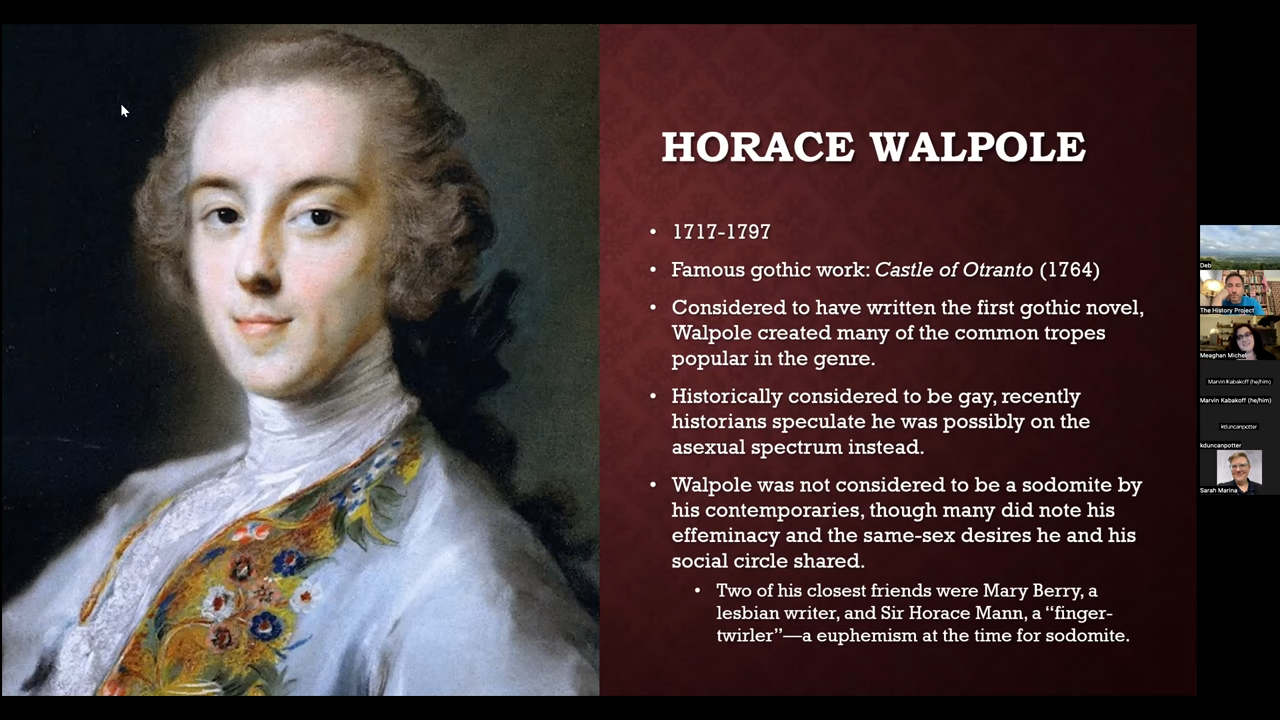 HORACE WALPOLE
• 1717-1797
• Famous gothic work: Castle of Otranto (1764)
• Considered to have written the first gothic novel,
Walpole created many of the common tropes
popular in the genre.
• Historically considered to be gay, recently
historians speculate he was possibly on the
asexual spectrum instead.
• Walpole was not considered to be a sodomite by
his contemporaries, though many did note his
effeminacy and the same-sex desires he and his
social circle shared.
• Two of his closest friends were Mary Berry, a
lesbian writer, and Sir Horace Mann, a “finger-
twirler”—a euphemism at the time for sodomite.
Deb
The History Project
Meaghan Michel
Marvin Kabakoff (he/him)
Marvin Kabakoff (he/him)
kduncanpotter
kduncanpotter
Sarah Marina